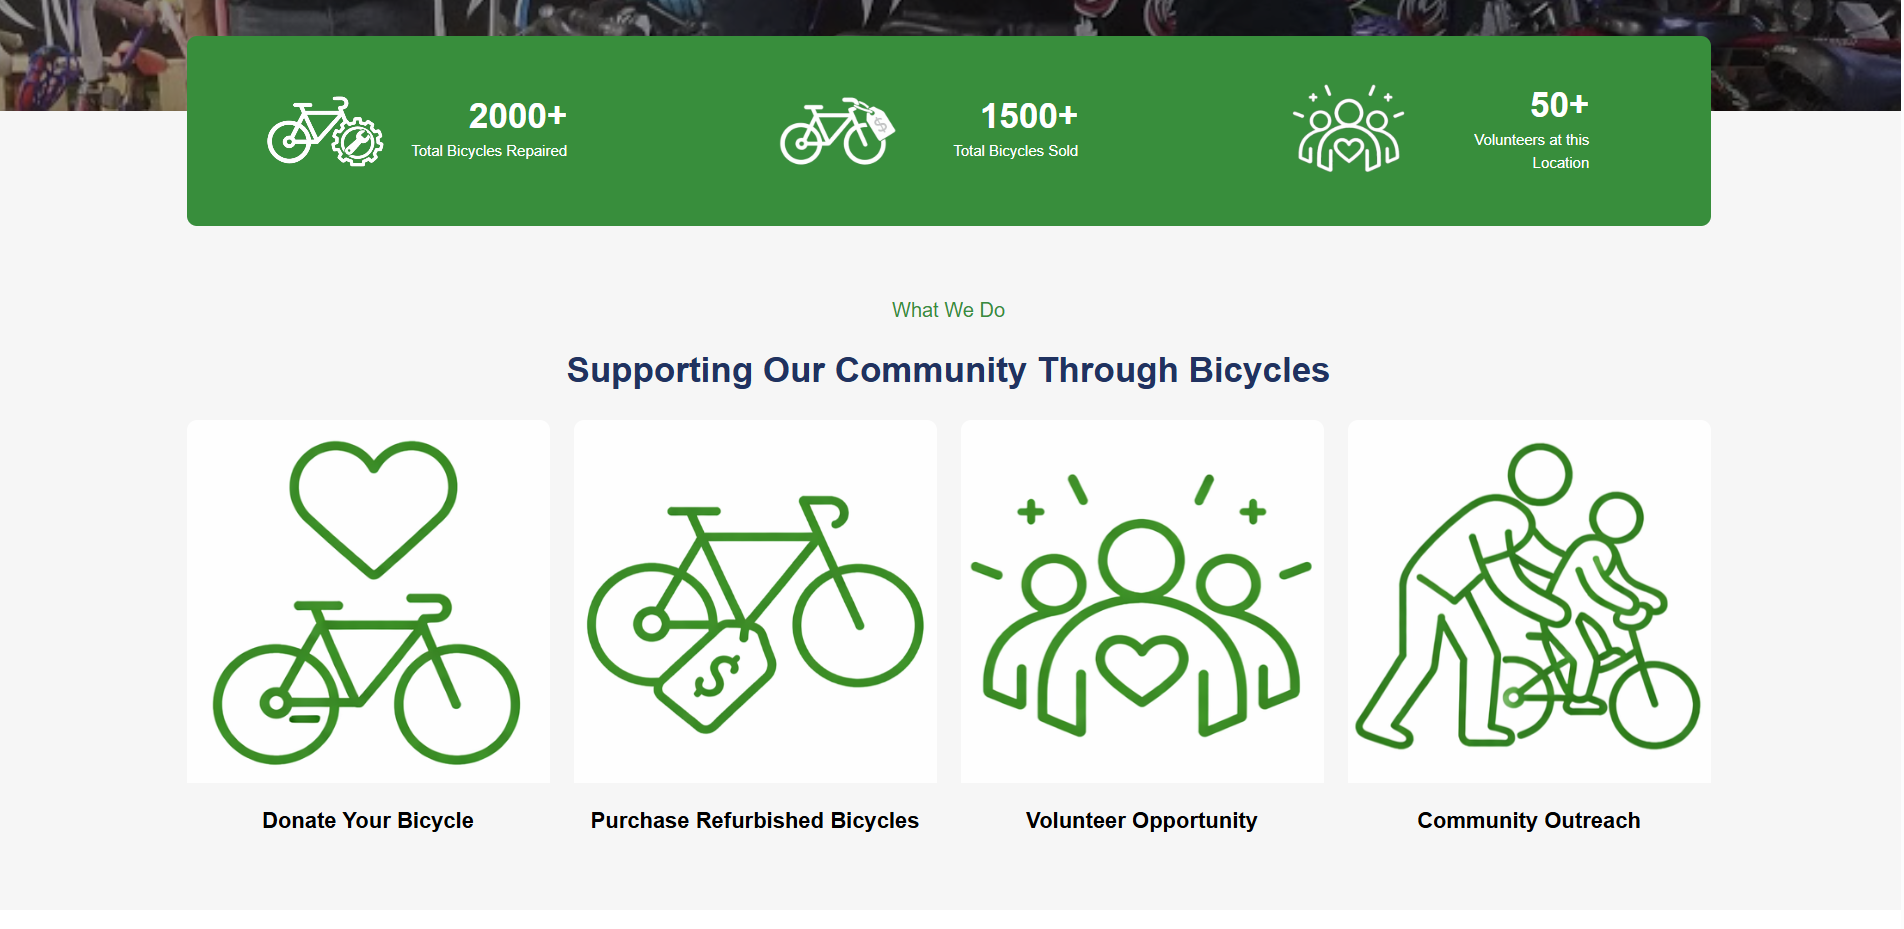 2000+
Total Bicycles Repaired
1500+
Total Bicycles Sold
50+
Volunteers at this
Location
What We Do
Supporting Our Community Through Bicycles
$
$
Donate Your Bicycle
Purchase Refurbished Bicycles
Volunteer Opportunity
Community Outreach